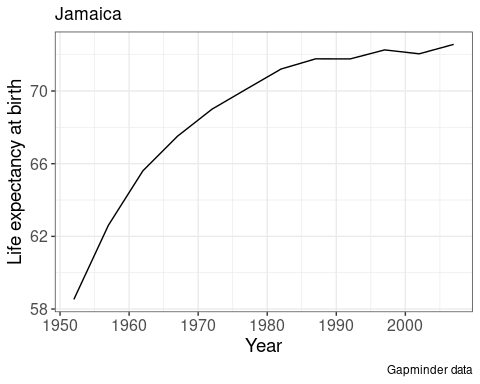 Jamaica
Life expectancy at birth
70
66
62
58
1950 1960 1970 1980 1990 2000
Year
Gapminder data